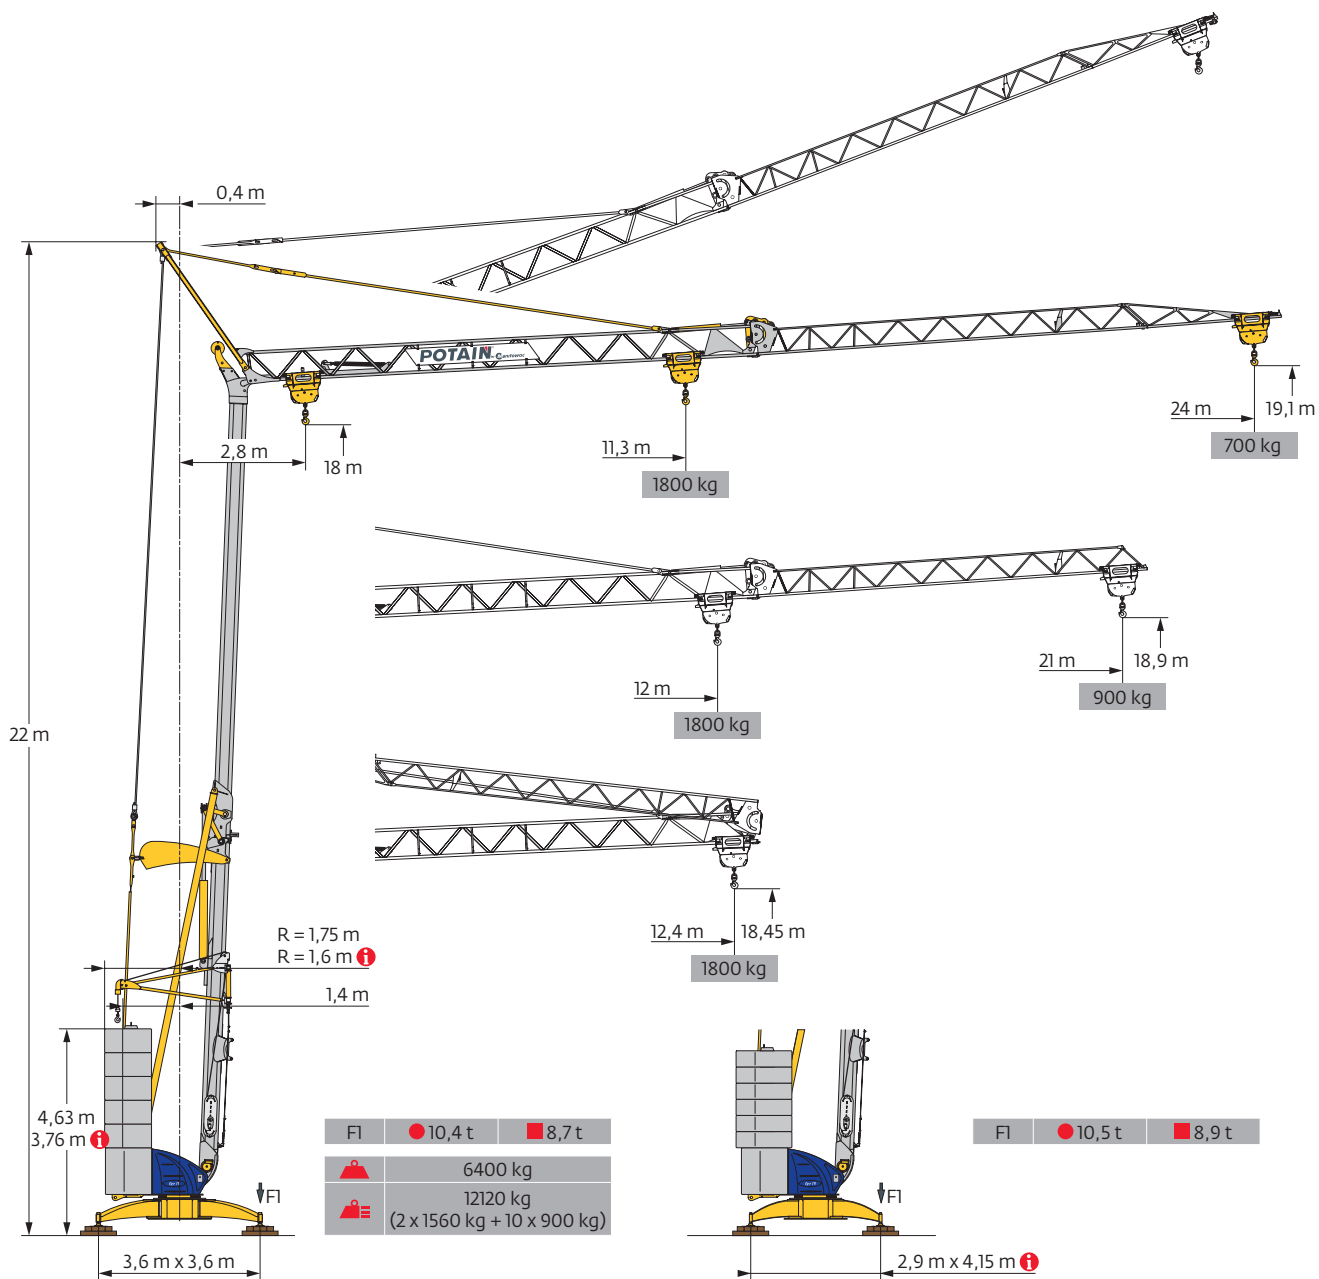 0,4 m
POTAIN
2,8 m
18 m
11,3 m
1800 kg
24 m
19,1 m
700 kg
12 m
1800 kg
21 m
18,9 m
900 kg
22 m
12,4 m
18,45 m
1800 kg
R = 1,75 m
R = 1,6 m i
1,4 m
4,63 m
3,76 m i
F1 10,4 t 8,7 t
6400 kg
12120 kg
(2 x 1560 kg + 10 x 900 kg)
F1
3,6 m x 3,6 m
F1 10,5 t 8,9 t
F1
2,9 m x 4,15 m i